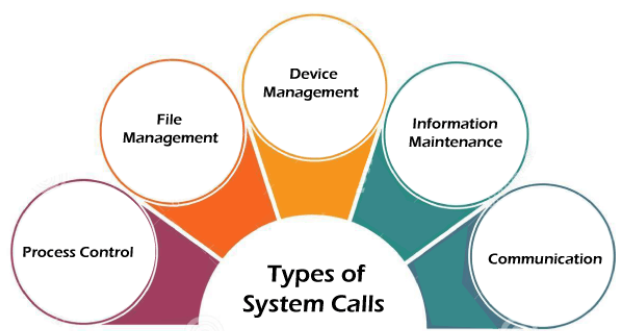 Device
Management
File
Management
Information
Maintenance
Process Control
Communication
Types of
System Calls